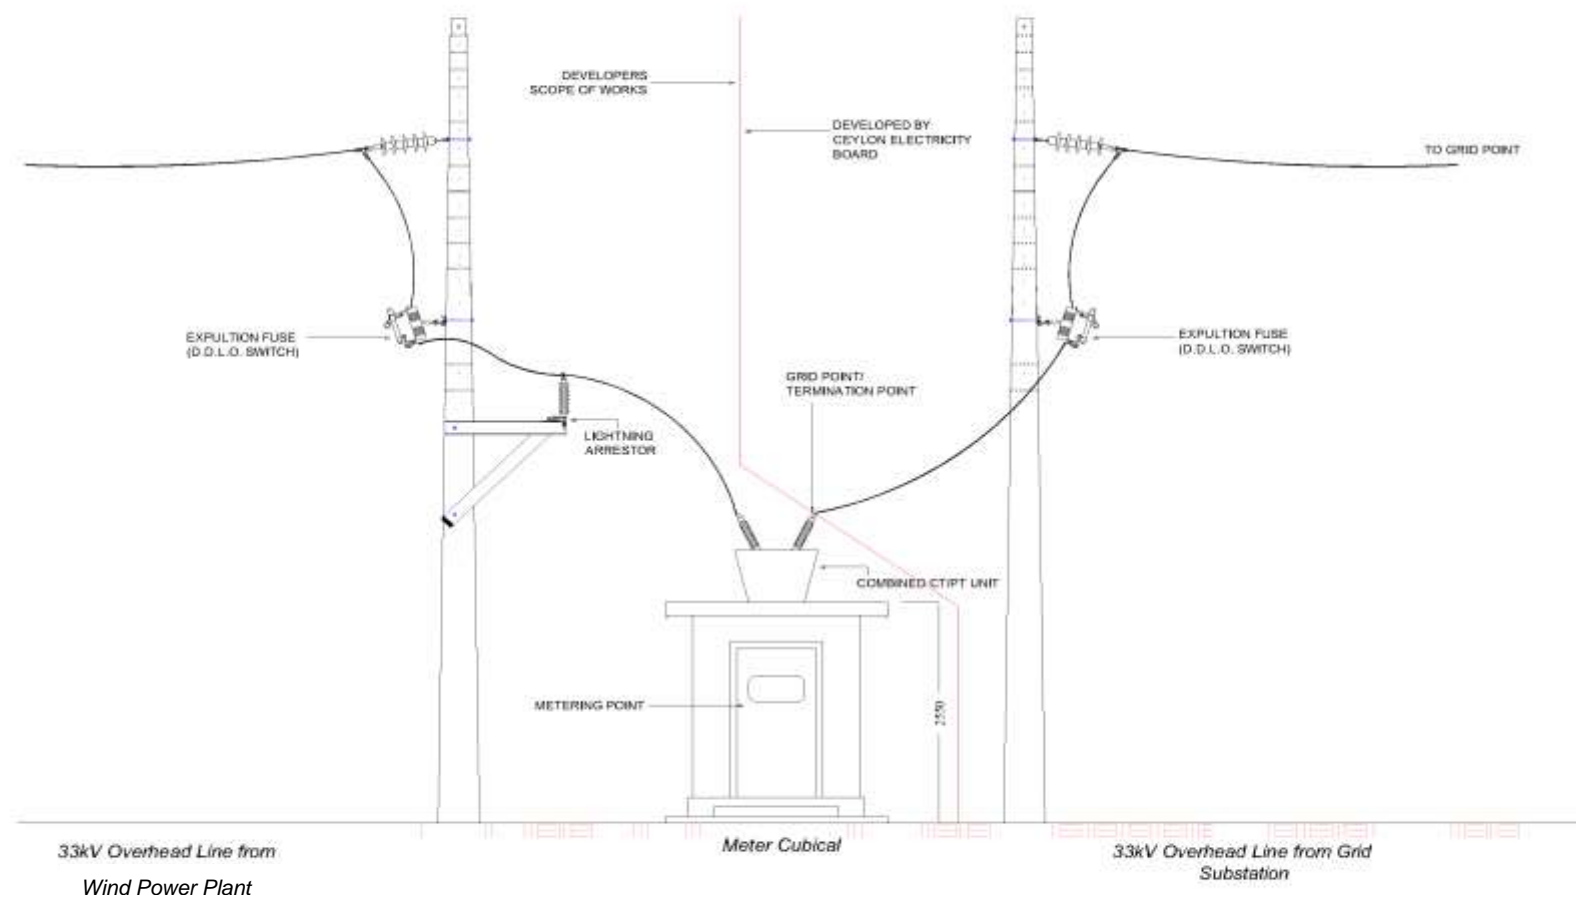 DEVELOPERS
SCOPE OF WORKS
DEVELOPED BY
CEYLON ELECTRICITY
BOARD
TO GRID POINT
EXPULTION FUSE
(D.D.L.O. SWITCH)
EXPULTION FUSE
(D.D.L.O. SWITCH)
GRID POINT/
TERMINATION POINT
LIGHTNING
ARRESTOR
COMBINED CT/PT UNIT
METERING POINT
2550
33kV Overhead Line from
Wind Power Plant
Meter Cubical
33kV Overhead Line from Grid
Substation